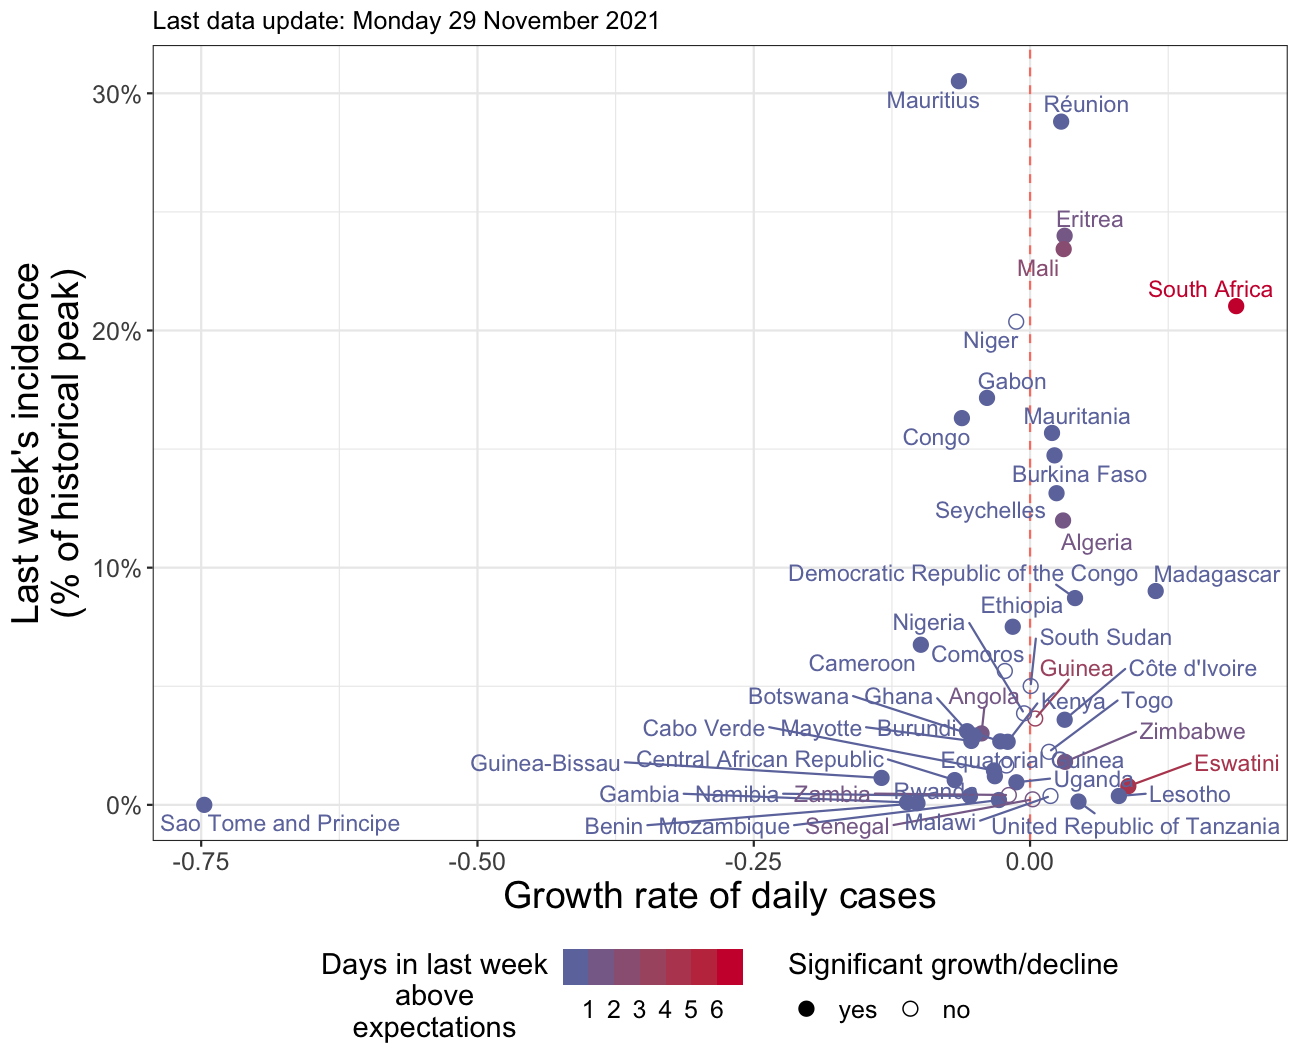 Last data update: Monday 29 November 2021
Last week's incidence
(% of historical peak)
30%
20%
10%
0%
Mauritius
Réunion
Eritrea
Mali
South Africa
Niger
Gabon
Congo
Mauritania
Burkina Faso
Seychelles
Algeria
Democratic Republic of the Congo
Madagascar
Ethiopia
Nigeria
South Sudan
Cameroon
Comoros
Guinea
Côte d'Ivoire
Botswana
Ghana
Angola
Kenya
Togo
Cabo Verde
Mayotte
Burundi
Zimbabwe
Guinea-Bissau
Central African Republic
Equatorial Guinea
Eswatini
Uganda
Gambia
Namibia
Zambia
Rwanda
Lesotho
Sao Tome and Principe
Benin
Mozambique
Senegal
Malawi
United Republic of Tanzania
-0.75
-0.50
-0.25
0.00
Growth rate of daily cases
Days in last week
above
expectations
1 2 3 4 5 6
Significant growth/decline
yes
no